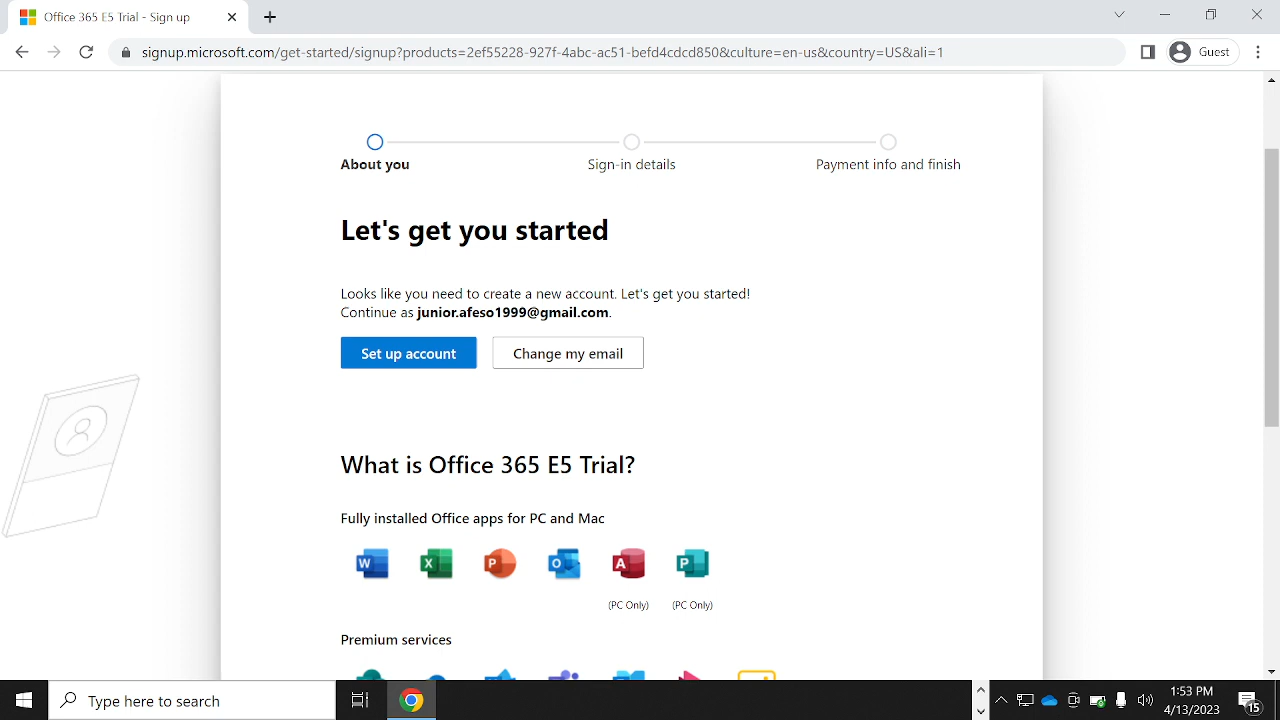 Office 365 E5 Trial - Sign up
signup.microsoft.com/get-started/signup?products=2ef55228-927f-4abc-ac51-befd4cdcd850&culture=en-us&country=US&ali=1
Guest
About you
Sign-in details
Payment info and finish
Let's get you started
Looks like you need to create a new account. Let's get you started!
Continue as junior.afeso1999@gmail.com.
Set up account
Change my email
What is Office 365 E5 Trial?
Fully installed Office apps for PC and Mac
W
X
P
O
A
P
(PC Only)
(PC Only)
Premium services
Type here to search
1:53 PM
4/13/2023
15